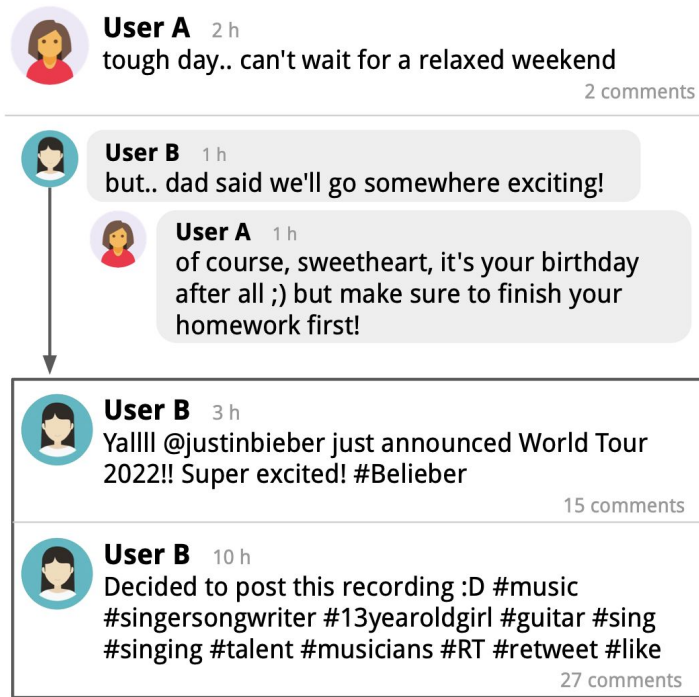 User A 2 h
tough day.. can't wait for a relaxed weekend
2 comments
User B 1 h
but.. dad said we'll go somewhere exciting!
User A 1 h
of course, sweetheart, it's your birthday
after all ;) but make sure to finish your
homework first!
User B 3 h
Yallll @justinbieber just announced World Tour
2022!! Super excited! #Belieber
15 comments
User B 10 h
Decided to post this recording :D #music
#singersongwriter #13yearoldgirl #guitar #sing
#singing #talent #musicians #RT #retweet #like
27 comments